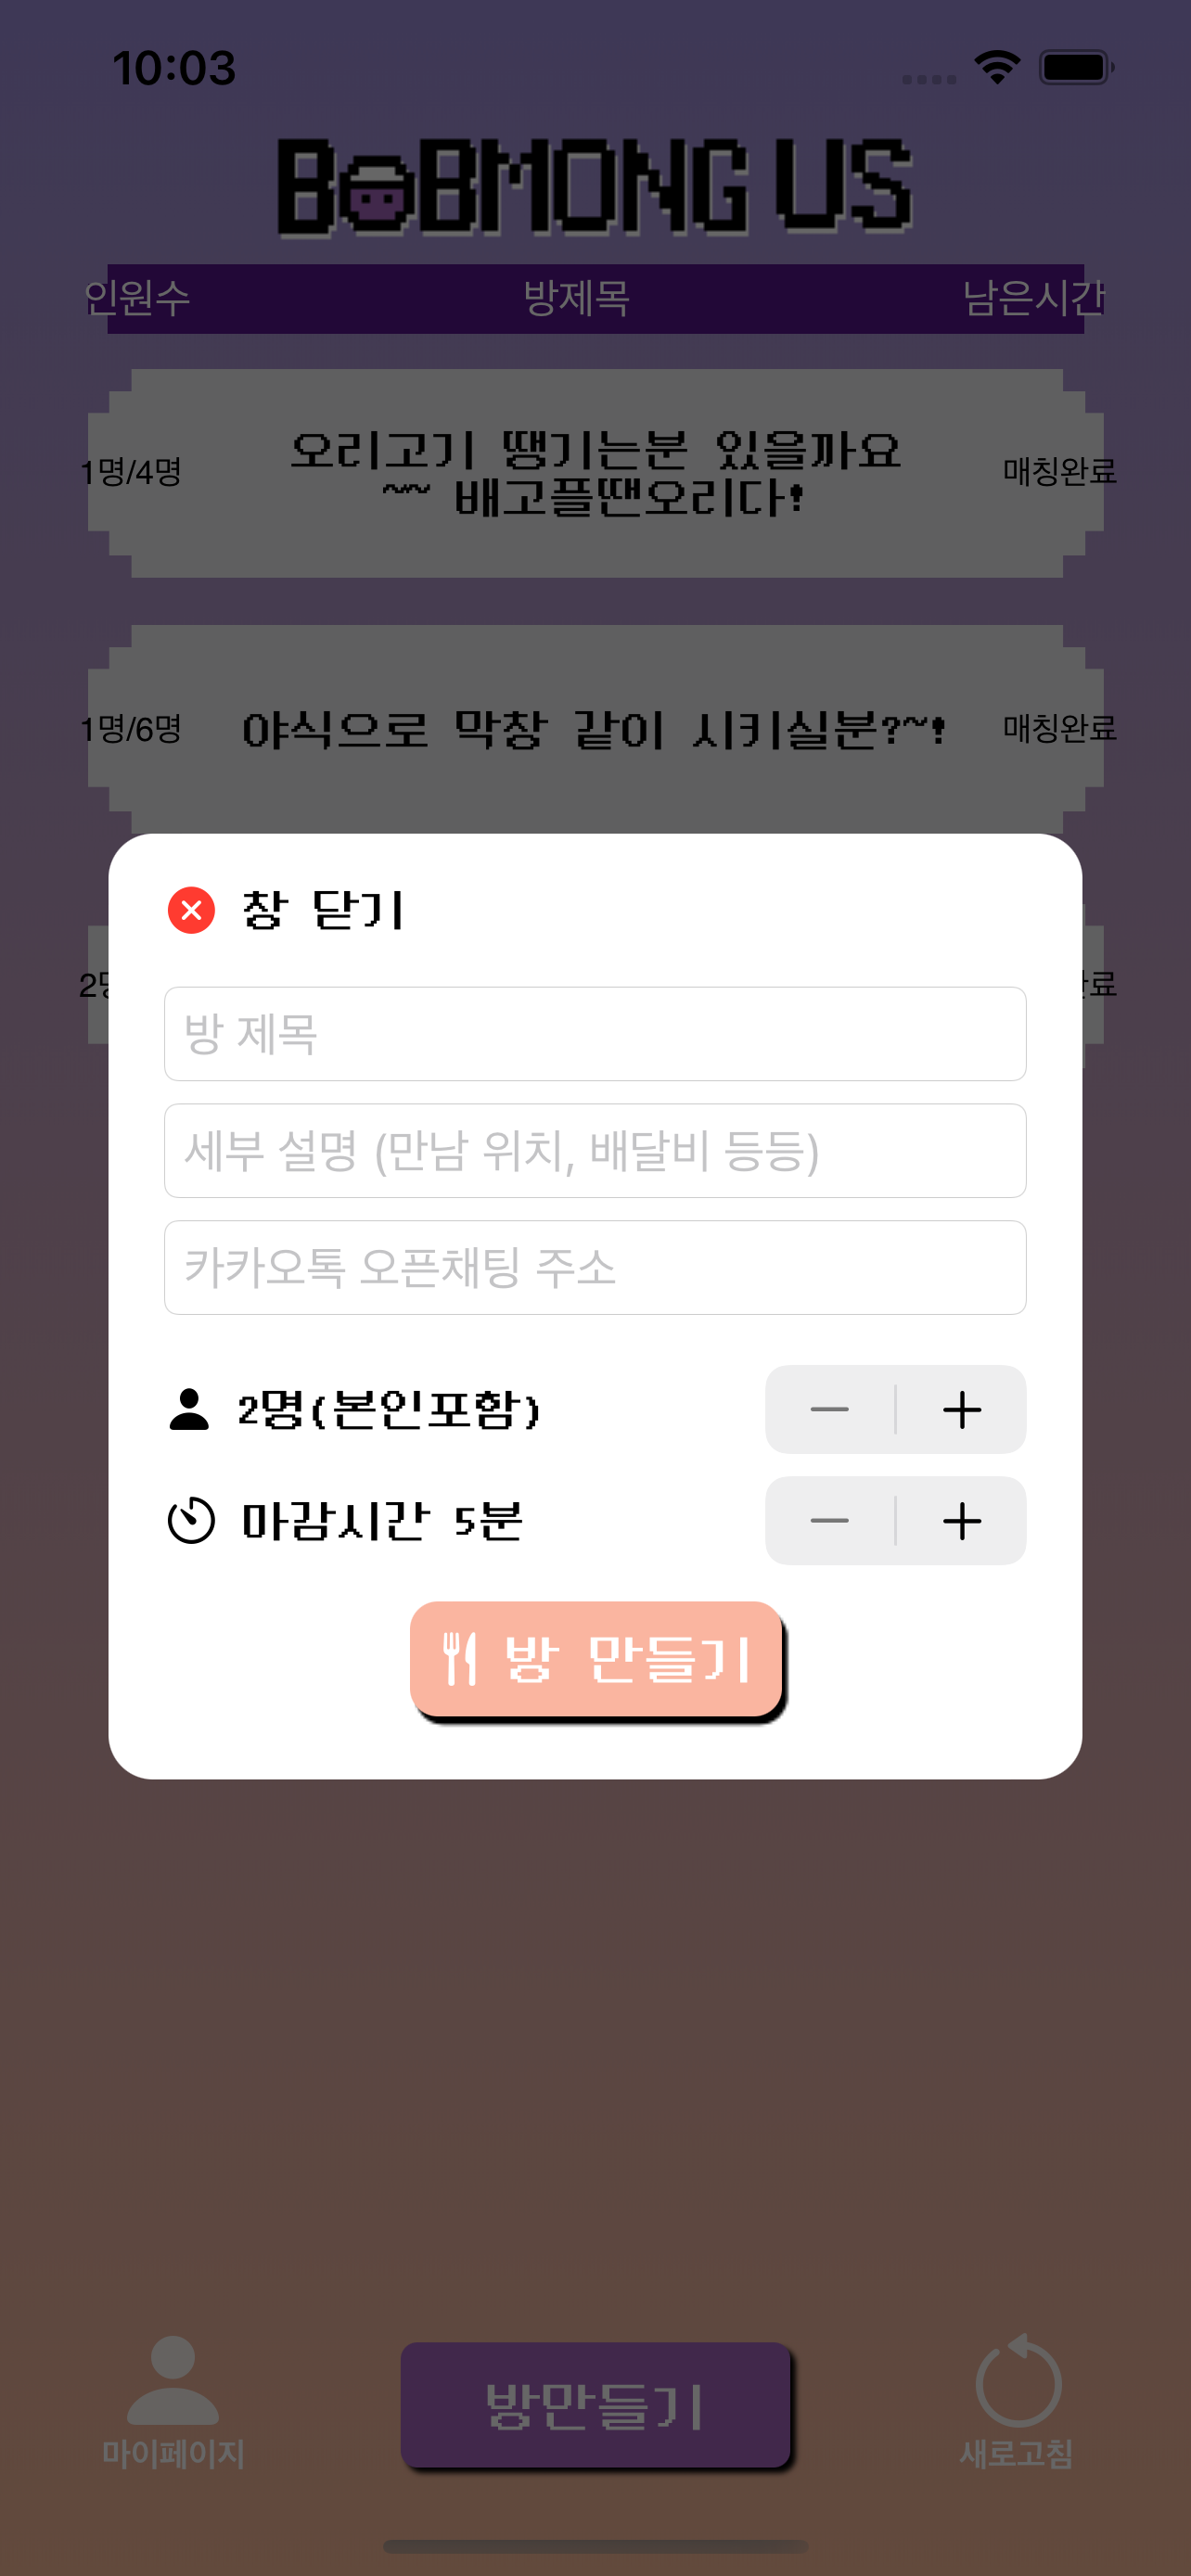 10:03
BOBMONG US
인원수 방제목 남은시간
오리고기 땡기는분 있을까요
1명/4명 매칭완료
~~ 배고플땐오리다!
1명/6명 야식으로 막창 같이 시키실분?~! 매칭완료
창 닫기
2명 완료
방 제목
세부 설명 (만남 위치, 배달비 등등)
카카오톡 오픈채팅 주소
2명(본인포함)
마감시간 5분
방 만들기
방만들기
마이페이지 새로고침